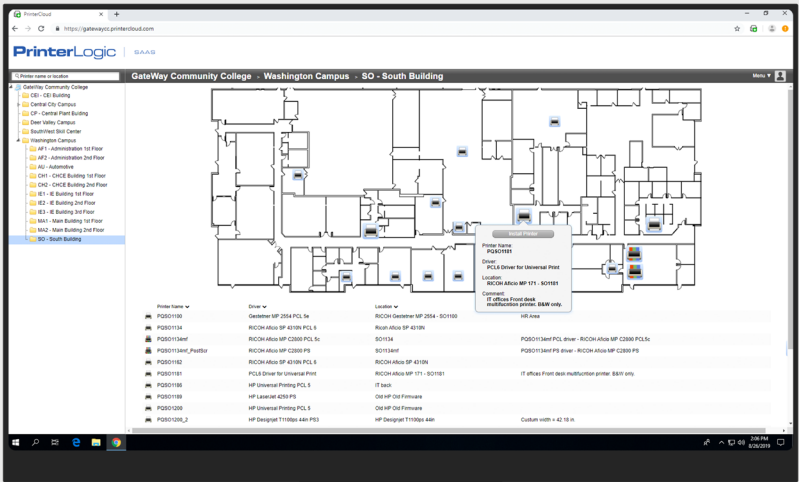 PrinterCloud
https://gatewaycc.printercloud.com
PrinterLogic SAAS
Printer name or location
GateWay Community College - Washington Campus - SO - South Building
Menu
GateWay Community College
CEI - CEI Building
Central City Campus
CP - Central Plant Building
Deer Valley Campus
SouthWest Skill Center
Washington Campus
AF1 - Administration 1st Floor
AF2 - Administration 2nd Floor
AU - Automotive
CH1 - CHCE Building 1st Floor
CH2 - CHCE Building 2nd Floor
IE1 - IE Building 1st Floor
IE2 - IE Building 2nd Floor
IE3 - IE Building 3rd Floor
MA1 - Main Building 1st Floor
MA2 - Main Building 2nd Floor
SO - South Building
Install Printer
Printer Name:
PQSO1181
Driver:
PCL6 Driver for Universal Print
Location:
RICOH Aficio MP 171 - SO1181
Comment:
IT offices Front desk
multifucntion printer. B&W only.
Printer Name Driver Location
PQSO1100 Gestetner MP 2554 PCL 5e RICOH Gestetner MP 2554 - SO1100 HR Area
PQSO1134 RICOH Aficio SP 4310N PCL 5 Ricoh Aficio SP 4310N
PQSO1134mf RICOH Aficio MP C2800 PCL 5c SO1134 PQSO1134mf PCL driver - RICOH Aficio MP C2800 PCL5c
PQSO1134mf_PostScr RICOH Aficio MP C2800 PS SO1134mf PQSO1134mf PS driver - RICOH Aficio MP C2800 PS
PQSO1162 RICOH Aficio SP 4310N PCL 5 RICOH Aficio SP 4310N
PQSO1181 PCL6 Driver for Universal Print RICOH Aficio MP 171 - SO1181 IT offices Front desk multifucntion printer. B&W only.
PQSO1186 HP Universal Printing PCL 5 IT back
PQSO1189 HP LaserJet 4250 PS Old HP Old Firmware
PQSO1208 HP Universal Printing PCL 5 Old HP Old Firmware
PQSO1208_2 HP Designjet T1100ps 44in PS3 HP Designjet T1100ps 44in Custum width = 42.18 in.
2:06 PM
8/26/2019